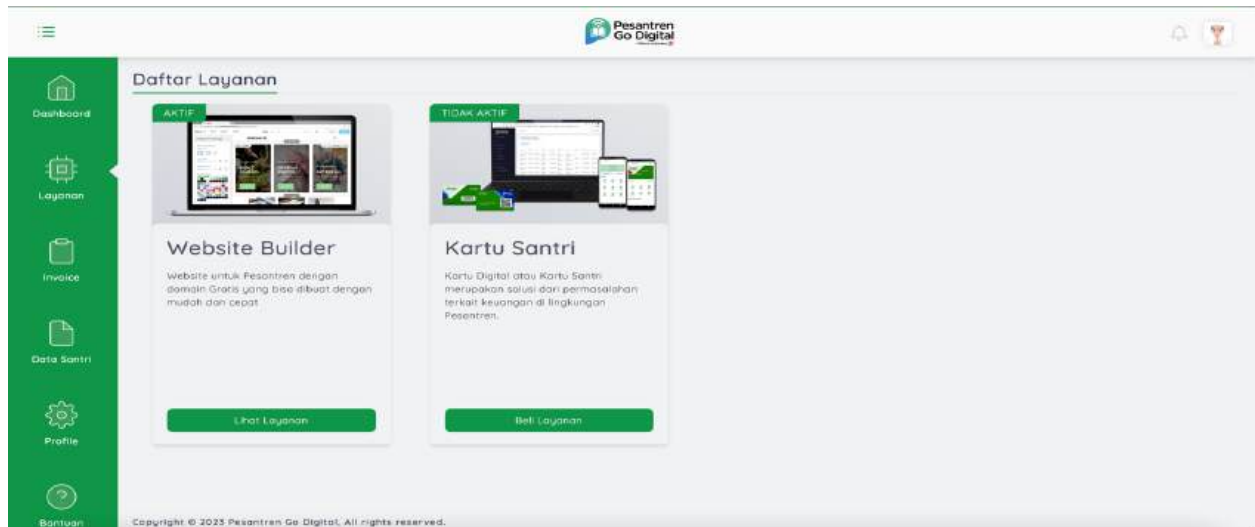 Pesantren
Go Digital
Dashboard
Layanan
Invoice
Data Santri
Profile
Bantuan
Daftar Layanan
AKTIF
Website Builder
Website untuk Pesantren dengan
domain Gratis yang bisa dibuat dengan
mudah dan cepat
Lihat Layanan
TIDAK AKTIF
Kartu Santri
Kartu Digital atau Kartu Santri
merupakan solusi dari permasalahan
terkait keuangan di lingkungan
Pesantren.
Beli Layanan
Copyright © 2023 Pesantren Go Digital, All rights reserved.